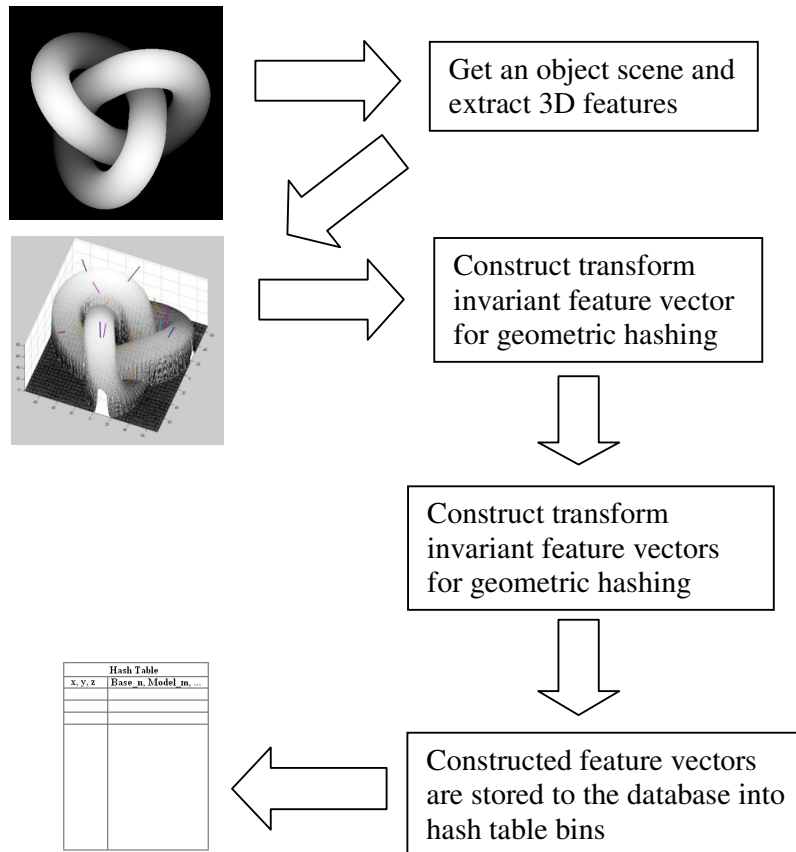 Get an object scene and
extract 3D features
Construct transform
invariant feature vector
for geometric hashing
Construct transform
invariant feature vectors
for geometric hashing
Hash Table
x, y, z Base_n, Model_m, ...
Constructed feature vectors
are stored to the database into
hash table bins